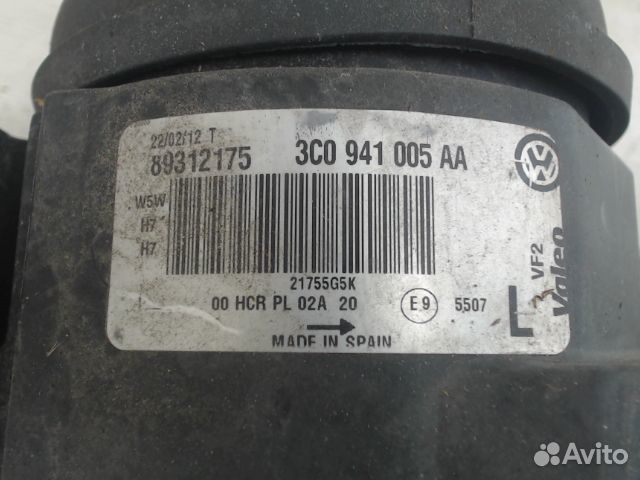 22/02/12 T
89312175 3C0 941 005 AA
W5W
H7
H7
21755G5K
00 HCR PL 02A 20 E9 5507
MADE IN SPAIN
L
VF2
Valeo
3
Avito